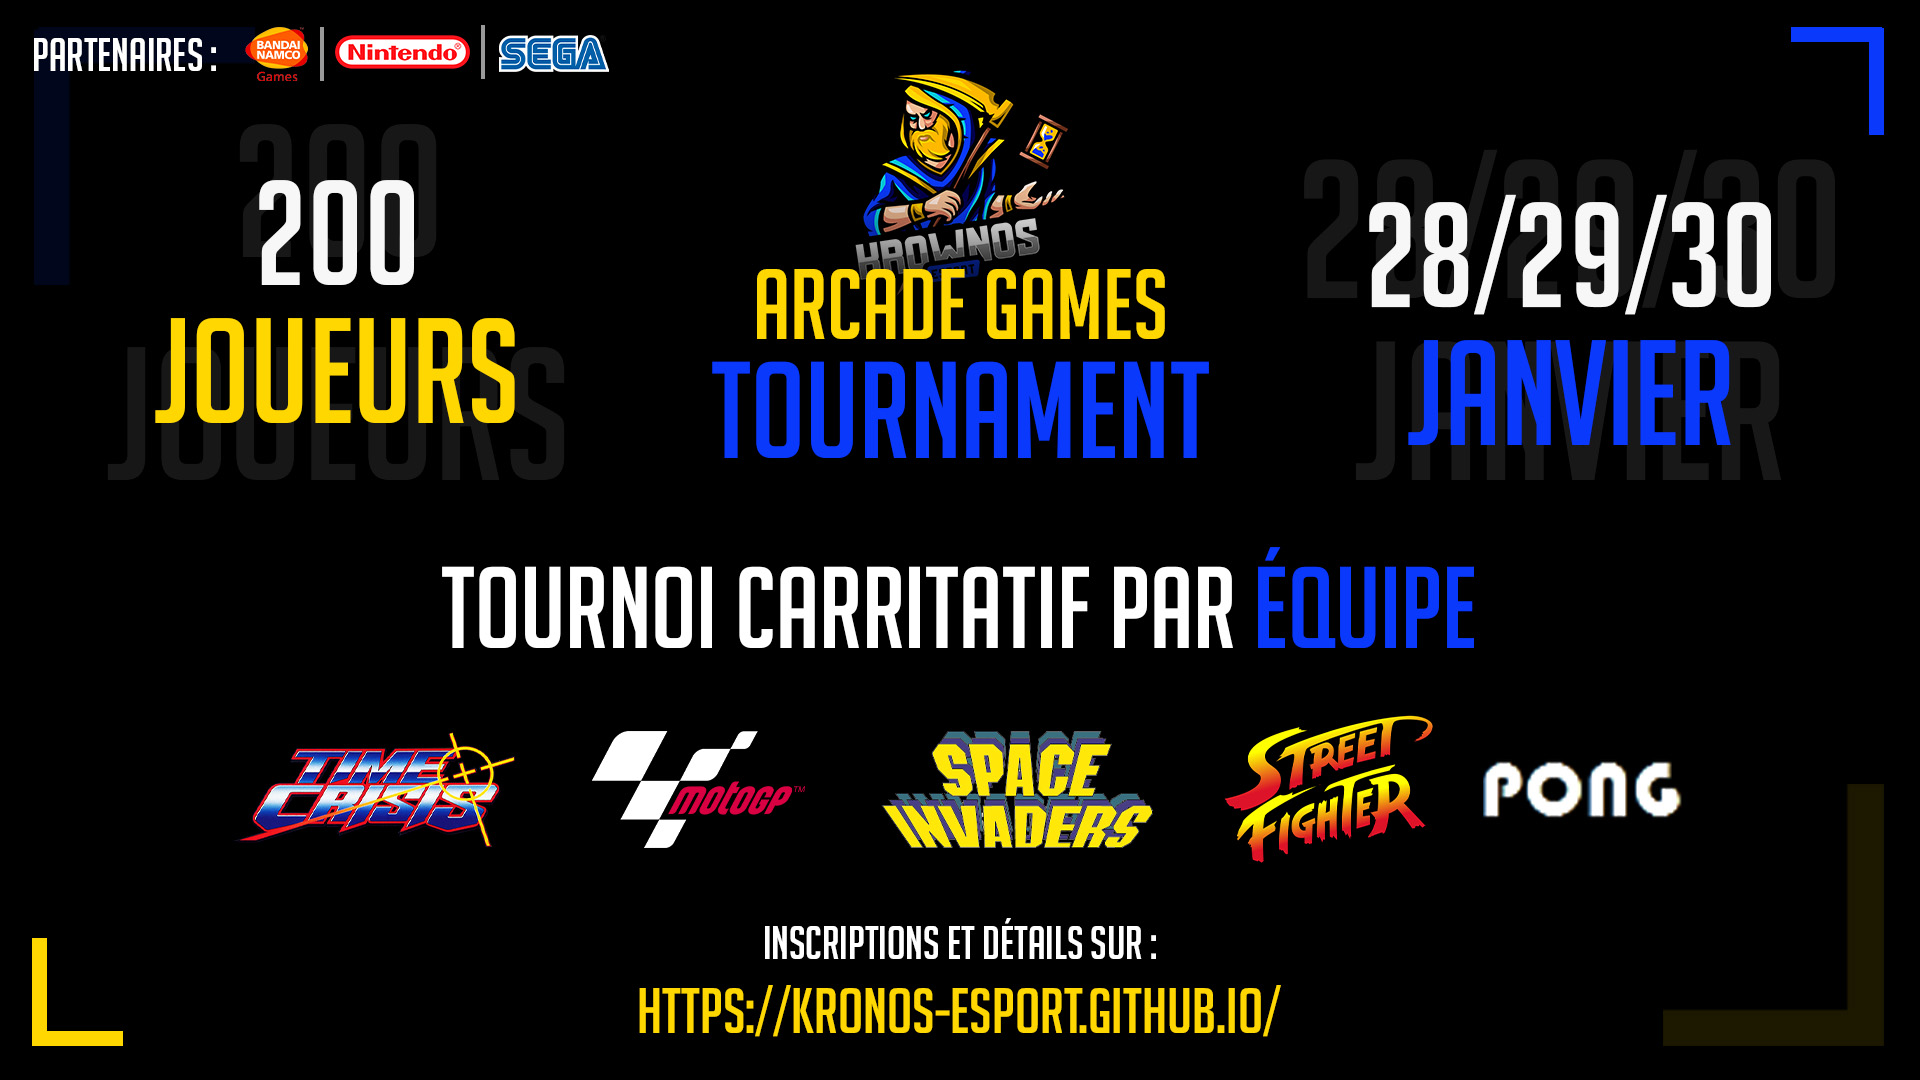 PARTENAIRES :
BANDAI
NAMCO
Games
Nintendo®
SEGA
200
JOUEURS
KROWNOS
ARCADE GAMES
TOURNAMENT
28/29/30
JANVIER
TOURNOI CARRITATIF PAR ÉQUIPE
TIME
CRISIS
MotoGP™
SPACE
INVADERS
STREET
FIGHTER
PONG
INSCRIPTIONS ET DÉTAILS SUR :
HTTPS://KRONOS-ESPORT.GITHUB.IO/